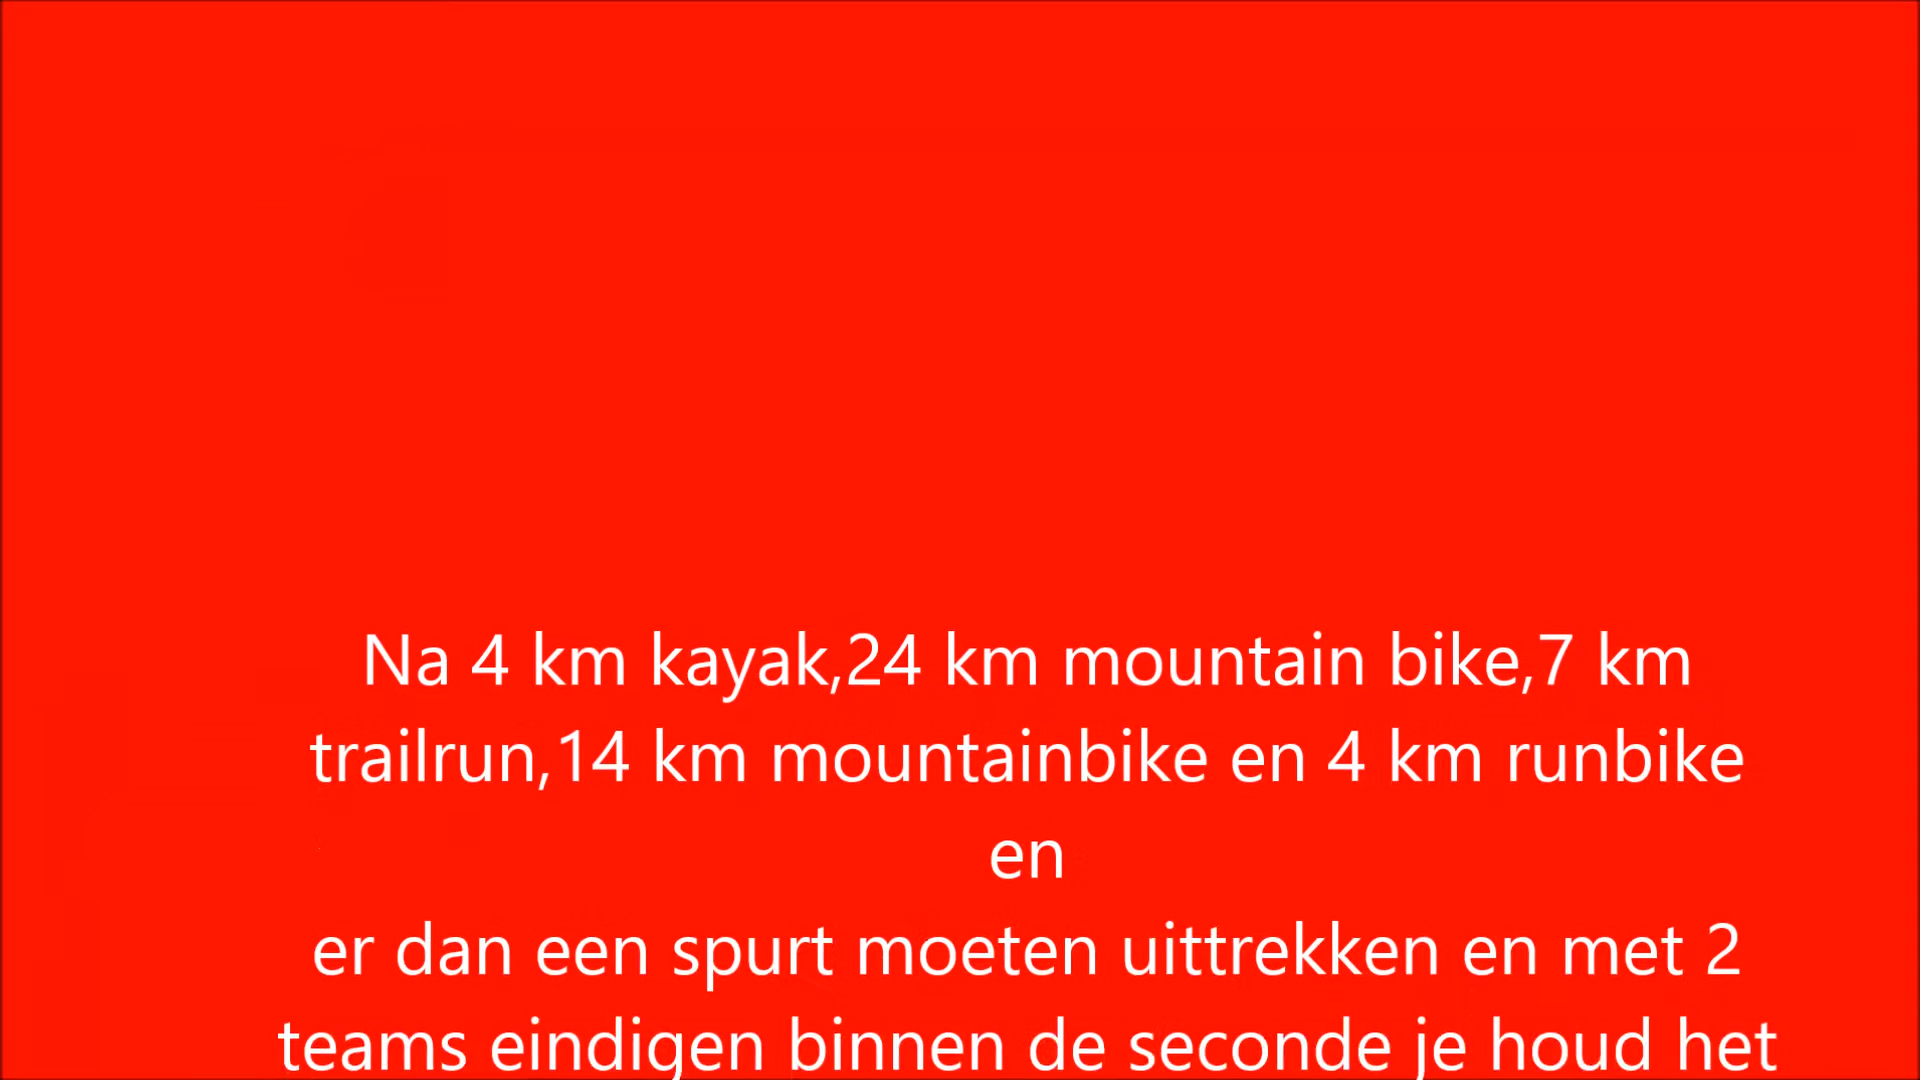 Na 4 km kayak,24 km mountain bike,7 km
trailrun,14 km mountainbike en 4 km runbike
en
er dan een spurt moeten uittrekken en met 2
teams eindigen binnen de seconde je houd het